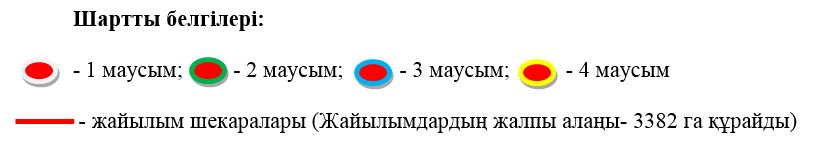 Шартты белгілері:
- 1 маусым; - 2 маусым; - 3 маусым; - 4 маусым
- жайылым шекаралары (Жайылымдардың жалпы алаңы- 3382 га құрайды)